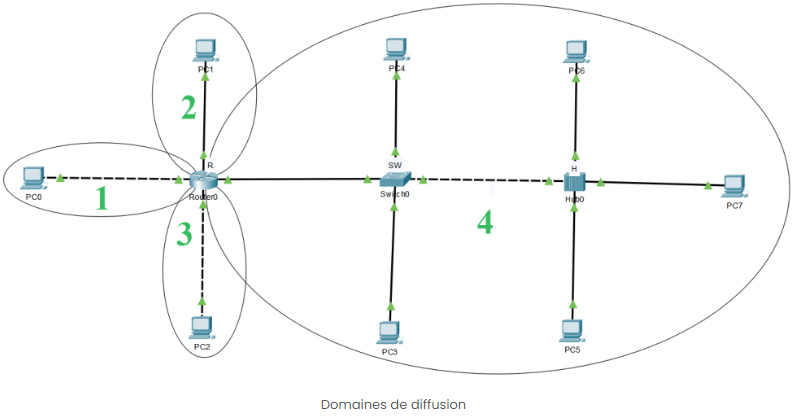 PC1
PC4
PC6
2
R
SW
H
PC0
1
Router0
Switch0
Hub0
PC7
3
4
PC2
PC3
PC5
Domaines de diffusion